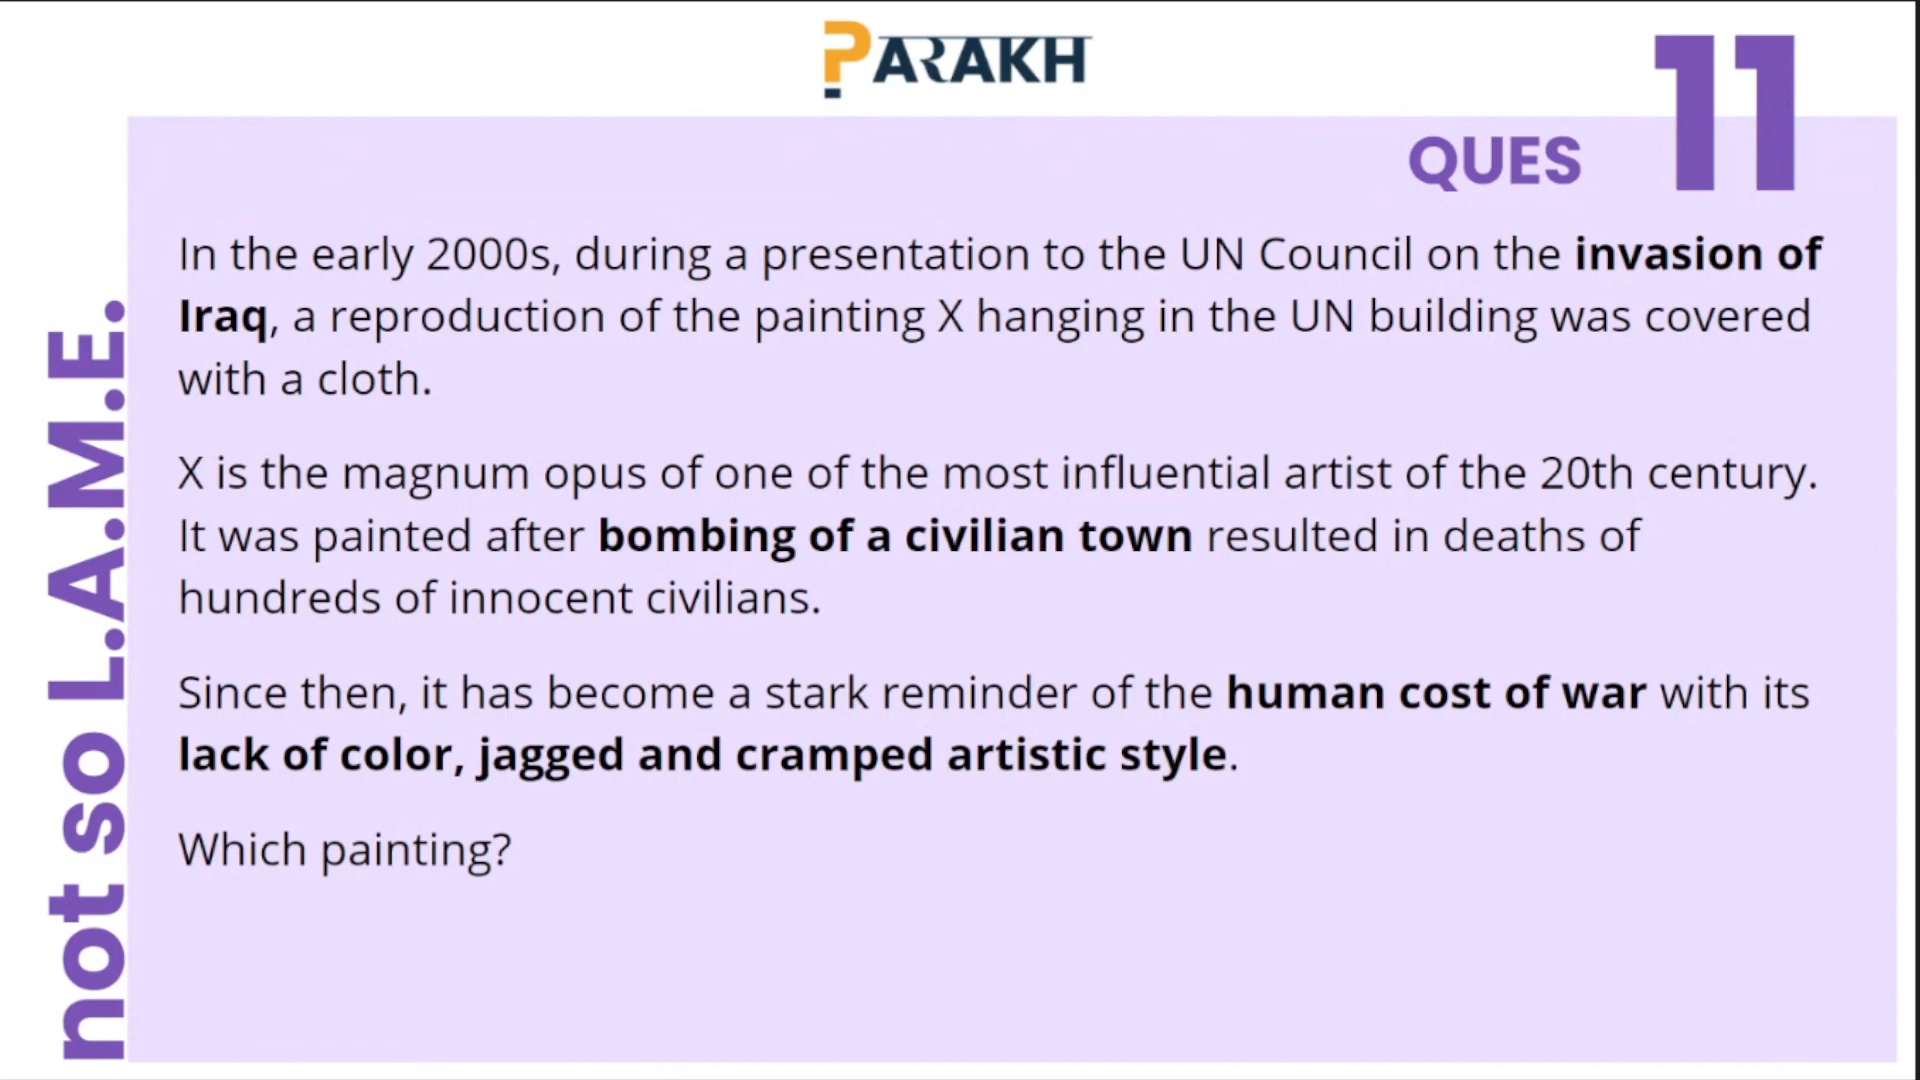 PARAKH
QUES 11
In the early 2000s, during a presentation to the UN Council on the invasion of
Iraq, a reproduction of the painting X hanging in the UN building was covered
with a cloth.
X is the magnum opus of one of the most influential artist of the 20th century.
It was painted after bombing of a civilian town resulted in deaths of
hundreds of innocent civilians.
Since then, it has become a stark reminder of the human cost of war with its
lack of color, jagged and cramped artistic style.
Which painting?
not so L.A.M.E.